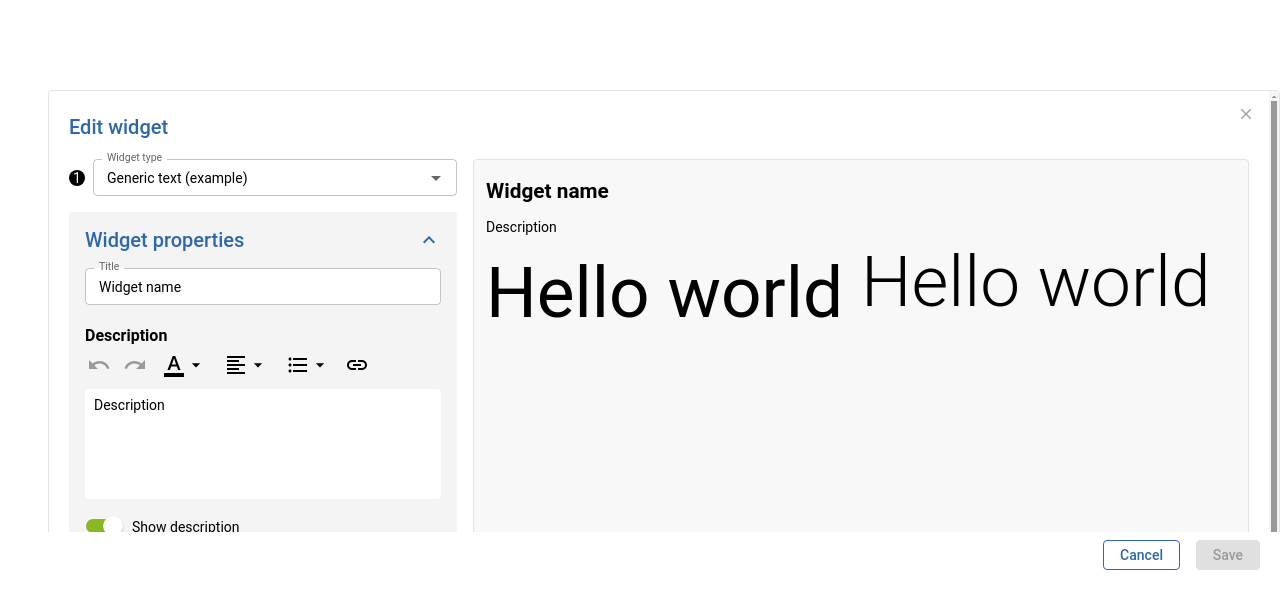 Edit widget
Widget type
1 Generic text (example)
Widget properties
Title
Widget name
Description
A
Description
Show description
Widget name
Description
Hello world Hello world
Cancel Save